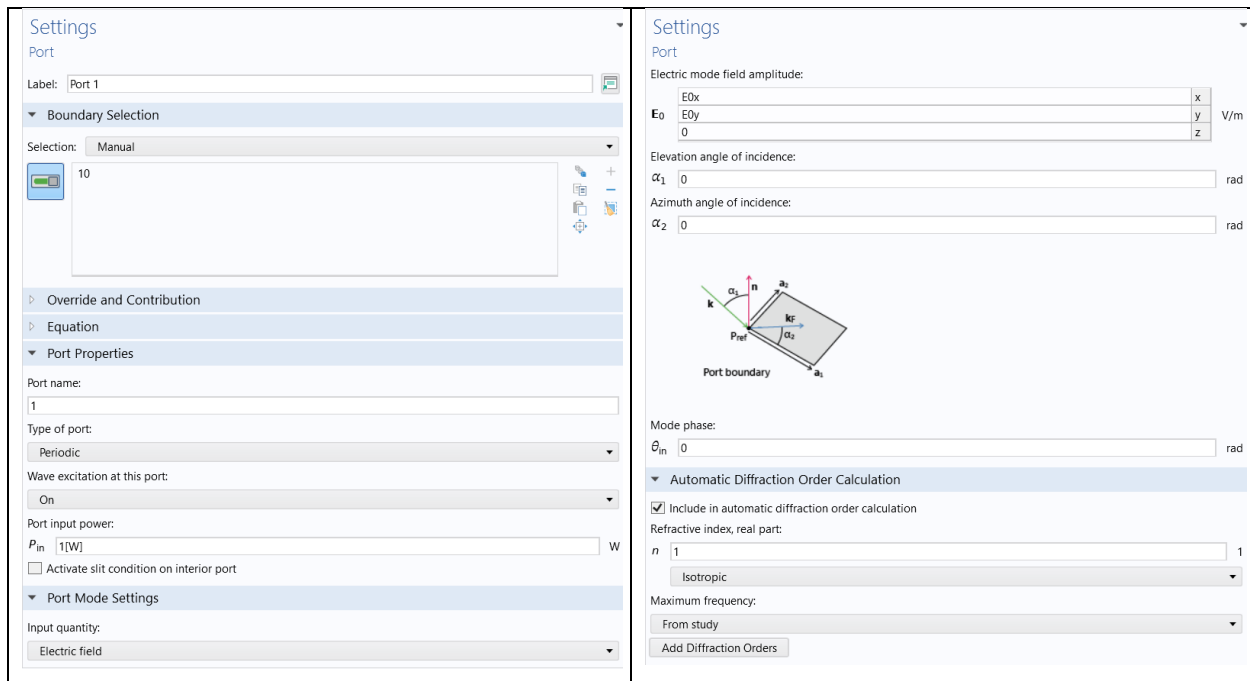 Settings
Port
Label: Port 1
Boundary Selection
Selection: Manual
10
Override and Contribution
Equation
Port Properties
Port name:
1
Type of port:
Periodic
Wave excitation at this port:
On
Port input power:
Pin 1[W] W
Activate slit condition on interior port
Port Mode Settings
Input quantity:
Electric field
Settings
Port
Electric mode field amplitude:
E0x x
E0 E0y y V/m
0 z
Elevation angle of incidence:
α1 0 rad
Azimuth angle of incidence:
α2 0 rad
α1 n a2
k
kF
Pref α2
Port boundary a1
Mode phase:
θin 0 rad
Automatic Diffraction Order Calculation
Include in automatic diffraction order calculation
Refractive index, real part:
n 1 1
Isotropic
Maximum frequency:
From study
Add Diffraction Orders